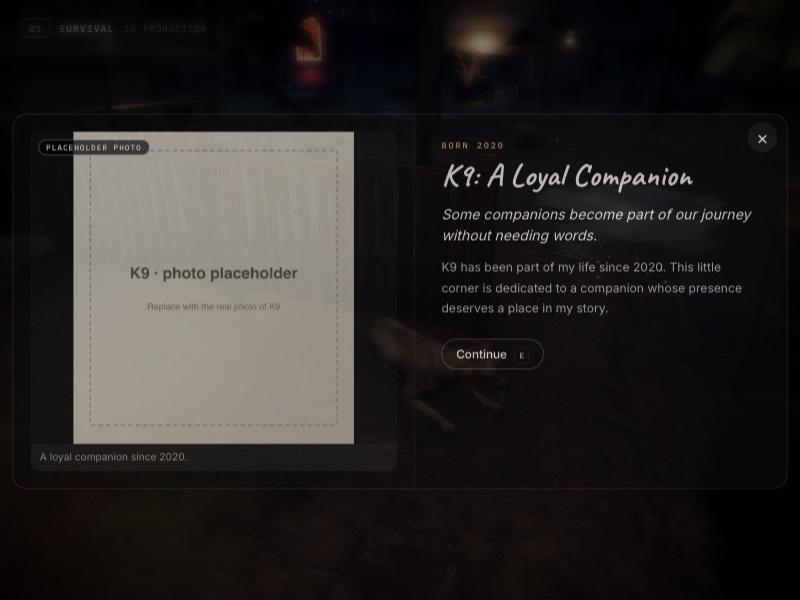 01 SURVIVAL IN PRODUCTION
PLACEHOLDER PHOTO
K9 · photo placeholder
Replace with the real photo of K9
A loyal companion since 2020.
BORN 2020
K9: A Loyal Companion
Some companions become part of our journey
without needing words.
K9 has been part of my life since 2020. This little
corner is dedicated to a companion whose presence
deserves a place in my story.
Continue E